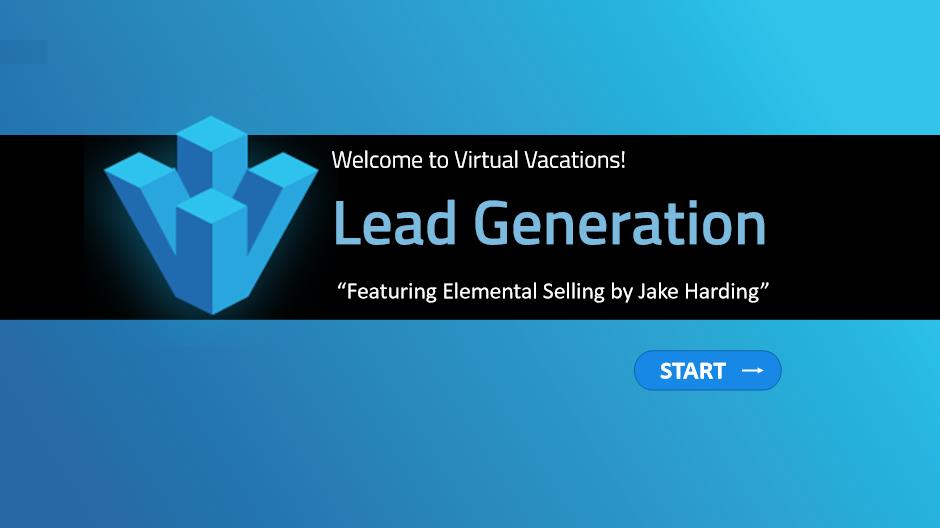 Welcome to Virtual Vacations!
Lead Generation
“Featuring Elemental Selling by Jake Harding”
START →